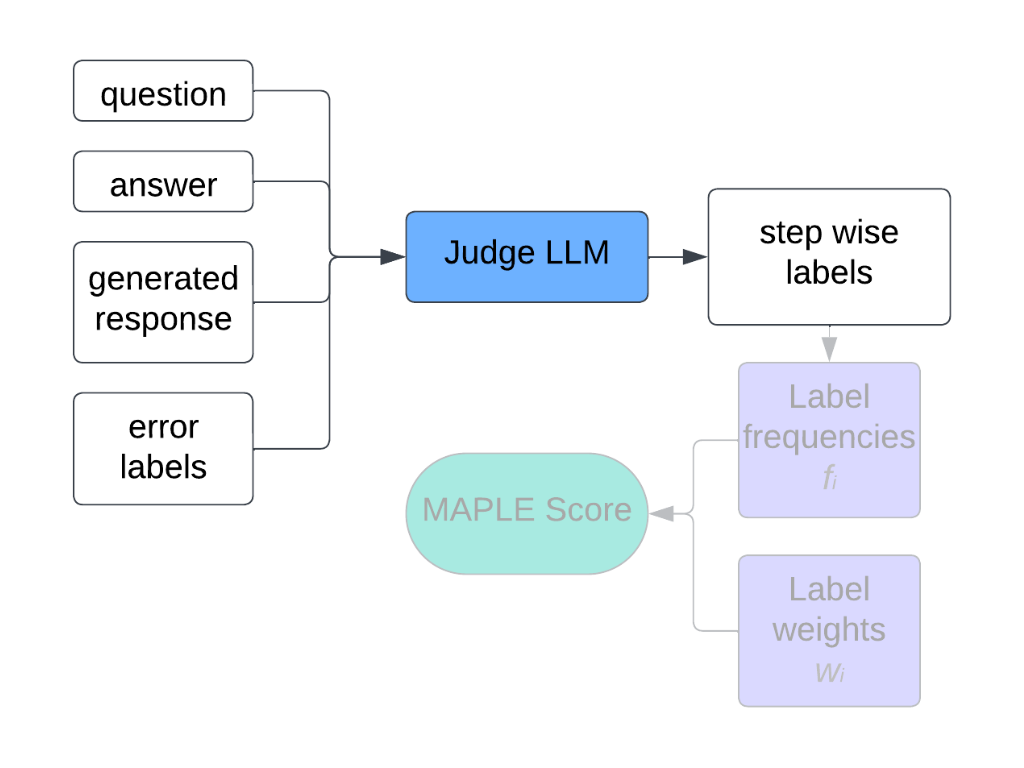 question
answer
generated
response
error
labels
Judge LLM
step wise
labels
Label
frequencies
fi
MAPLE Score
Label
weights
wi